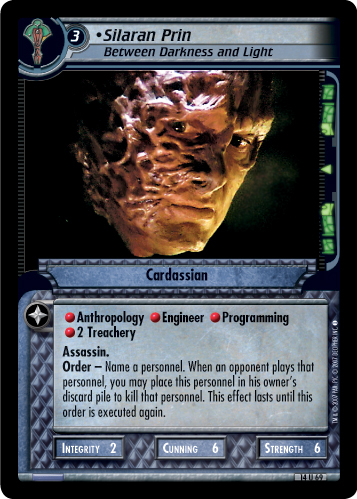 3
•Silaran Prin
Between Darkness and Light
Cardassian
Anthropology Engineer Programming
2 Treachery
Assassin.
Order – Name a personnel. When an opponent plays that
personnel, you may place this personnel in his owner's
discard pile to kill that personnel. This effect lasts until this
order is executed again.
INTEGRITY 2 CUNNING 6 STRENGTH 6
14 U 69